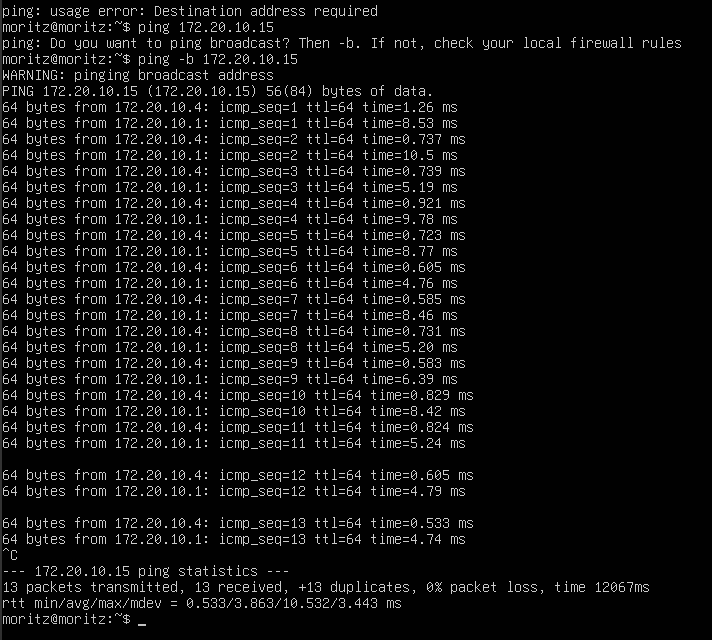 ping: usage error: Destination address required
moritz@moritz:~$ ping 172.20.10.15
ping: Do you want to ping broadcast? Then -b. If not, check your local firewall rules
moritz@moritz:~$ ping -b 172.20.10.15
WARNING: pinging broadcast address
PING 172.20.10.15 (172.20.10.15) 56(84) bytes of data.
64 bytes from 172.20.10.4: icmp_seq=1 ttl=64 time=1.26 ms
64 bytes from 172.20.10.1: icmp_seq=1 ttl=64 time=8.53 ms
64 bytes from 172.20.10.4: icmp_seq=2 ttl=64 time=0.737 ms
64 bytes from 172.20.10.1: icmp_seq=2 ttl=64 time=10.5 ms
64 bytes from 172.20.10.4: icmp_seq=3 ttl=64 time=0.739 ms
64 bytes from 172.20.10.1: icmp_seq=3 ttl=64 time=5.19 ms
64 bytes from 172.20.10.4: icmp_seq=4 ttl=64 time=0.921 ms
64 bytes from 172.20.10.1: icmp_seq=4 ttl=64 time=9.78 ms
64 bytes from 172.20.10.4: icmp_seq=5 ttl=64 time=0.723 ms
64 bytes from 172.20.10.1: icmp_seq=5 ttl=64 time=8.77 ms
64 bytes from 172.20.10.4: icmp_seq=6 ttl=64 time=0.605 ms
64 bytes from 172.20.10.1: icmp_seq=6 ttl=64 time=4.76 ms
64 bytes from 172.20.10.4: icmp_seq=7 ttl=64 time=0.585 ms
64 bytes from 172.20.10.1: icmp_seq=7 ttl=64 time=8.46 ms
64 bytes from 172.20.10.4: icmp_seq=8 ttl=64 time=0.731 ms
64 bytes from 172.20.10.1: icmp_seq=8 ttl=64 time=5.20 ms
64 bytes from 172.20.10.4: icmp_seq=9 ttl=64 time=0.583 ms
64 bytes from 172.20.10.1: icmp_seq=9 ttl=64 time=6.39 ms
64 bytes from 172.20.10.4: icmp_seq=10 ttl=64 time=0.829 ms
64 bytes from 172.20.10.1: icmp_seq=10 ttl=64 time=8.42 ms
64 bytes from 172.20.10.4: icmp_seq=11 ttl=64 time=0.824 ms
64 bytes from 172.20.10.1: icmp_seq=11 ttl=64 time=5.24 ms

64 bytes from 172.20.10.4: icmp_seq=12 ttl=64 time=0.605 ms
64 bytes from 172.20.10.1: icmp_seq=12 ttl=64 time=4.79 ms

64 bytes from 172.20.10.4: icmp_seq=13 ttl=64 time=0.533 ms
64 bytes from 172.20.10.1: icmp_seq=13 ttl=64 time=4.74 ms
^C
--- 172.20.10.15 ping statistics ---
13 packets transmitted, 13 received, +13 duplicates, 0% packet loss, time 12067ms
rtt min/avg/max/mdev = 0.533/3.863/10.532/3.443 ms
moritz@moritz:~$ _